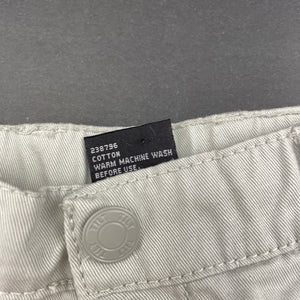 238796
COTTON
WARM MACHINE WASH
BEFORE USE.